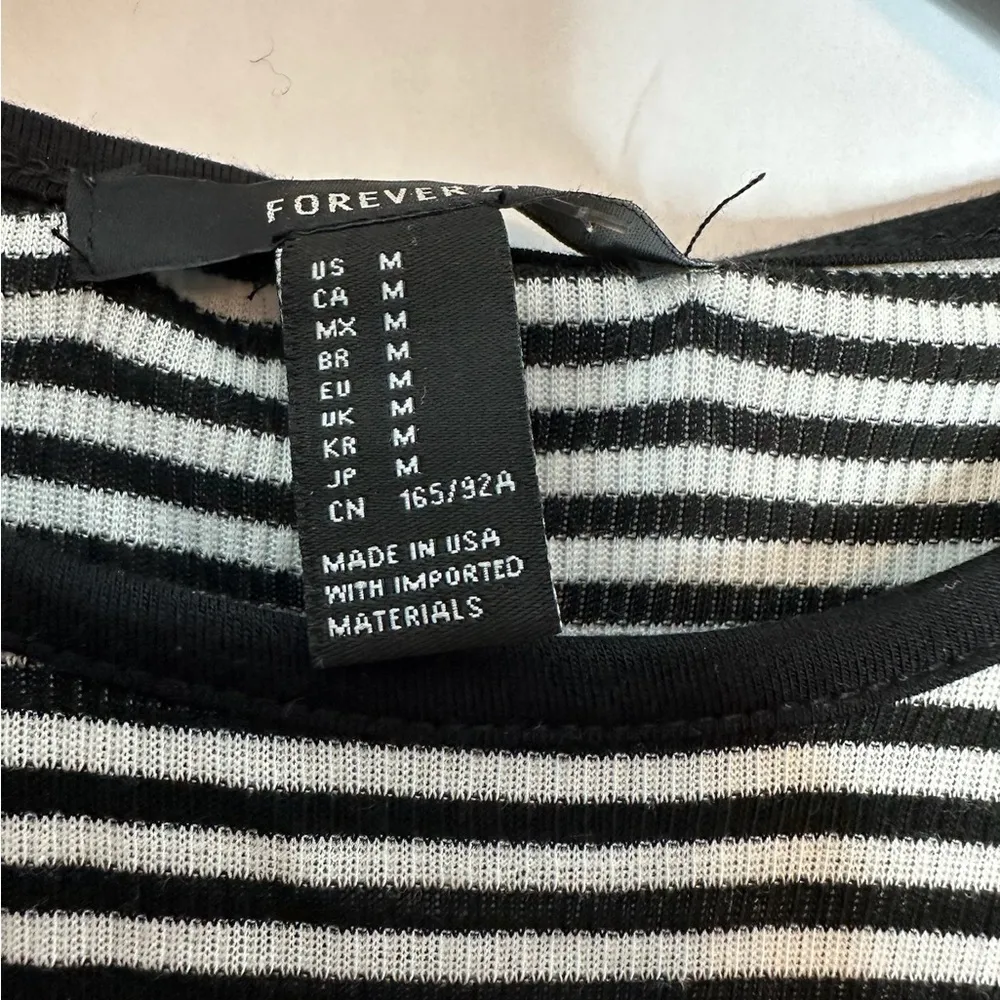 FOREVER 2
US M
CA M
MX M
BR M
EU M
UK M
KR M
JP M
CN 165/92A
MADE IN USA
WITH IMPORTED
MATERIALS